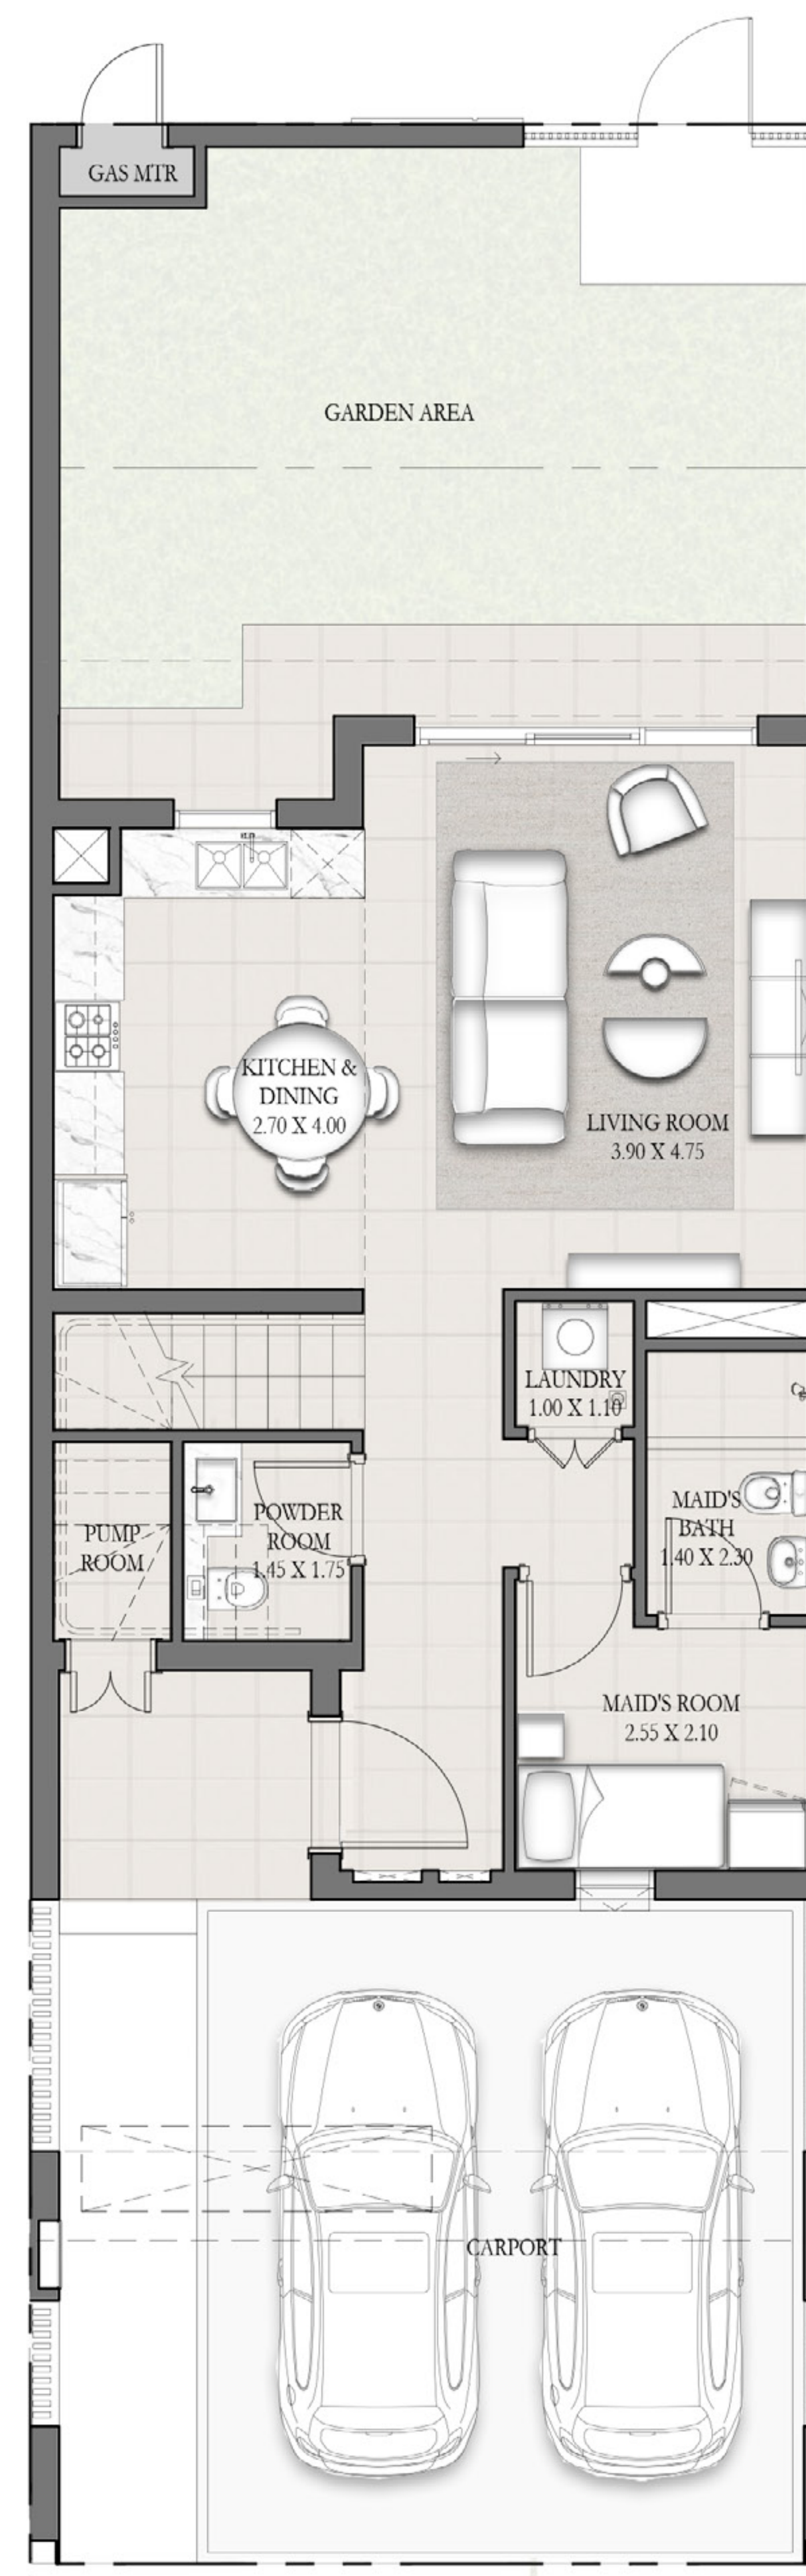 GAS MTR
GARDEN AREA
KITCHEN &
DINING
2.70 X 4.00
LIVING ROOM
3.90 X 4.75
LAUNDRY
1.00 X 1.10
POWDER
ROOM
1.45 X 1.75
PUMP
ROOM
MAID'S
BATH
1.40 X 2.30
MAID'S ROOM
2.55 X 2.10
CARPORT